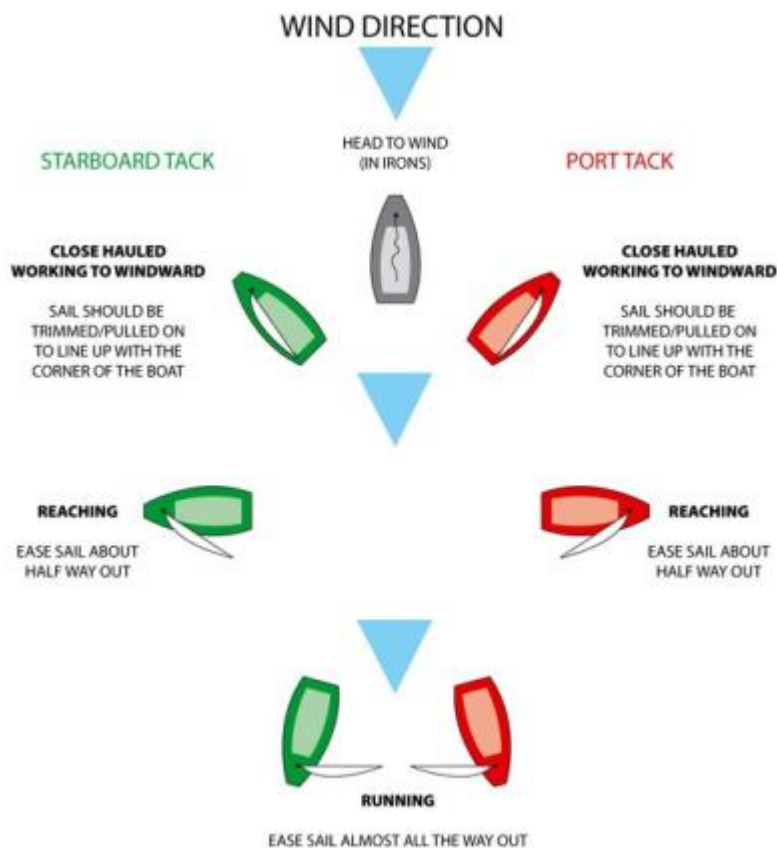 WIND DIRECTION
HEAD TO WIND
(IN IRONS)
STARBOARD TACK
PORT TACK
CLOSE HAULED
WORKING TO WINDWARD
SAIL SHOULD BE
TRIMMED/PULLED ON
TO LINE UP WITH THE
CORNER OF THE BOAT
CLOSE HAULED
WORKING TO WINDWARD
SAIL SHOULD BE
TRIMMED/PULLED ON
TO LINE UP WITH THE
CORNER OF THE BOAT
REACHING
EASE SAIL ABOUT
HALF WAY OUT
REACHING
EASE SAIL ABOUT
HALF WAY OUT
RUNNING
EASE SAIL ALMOST ALL THE WAY OUT